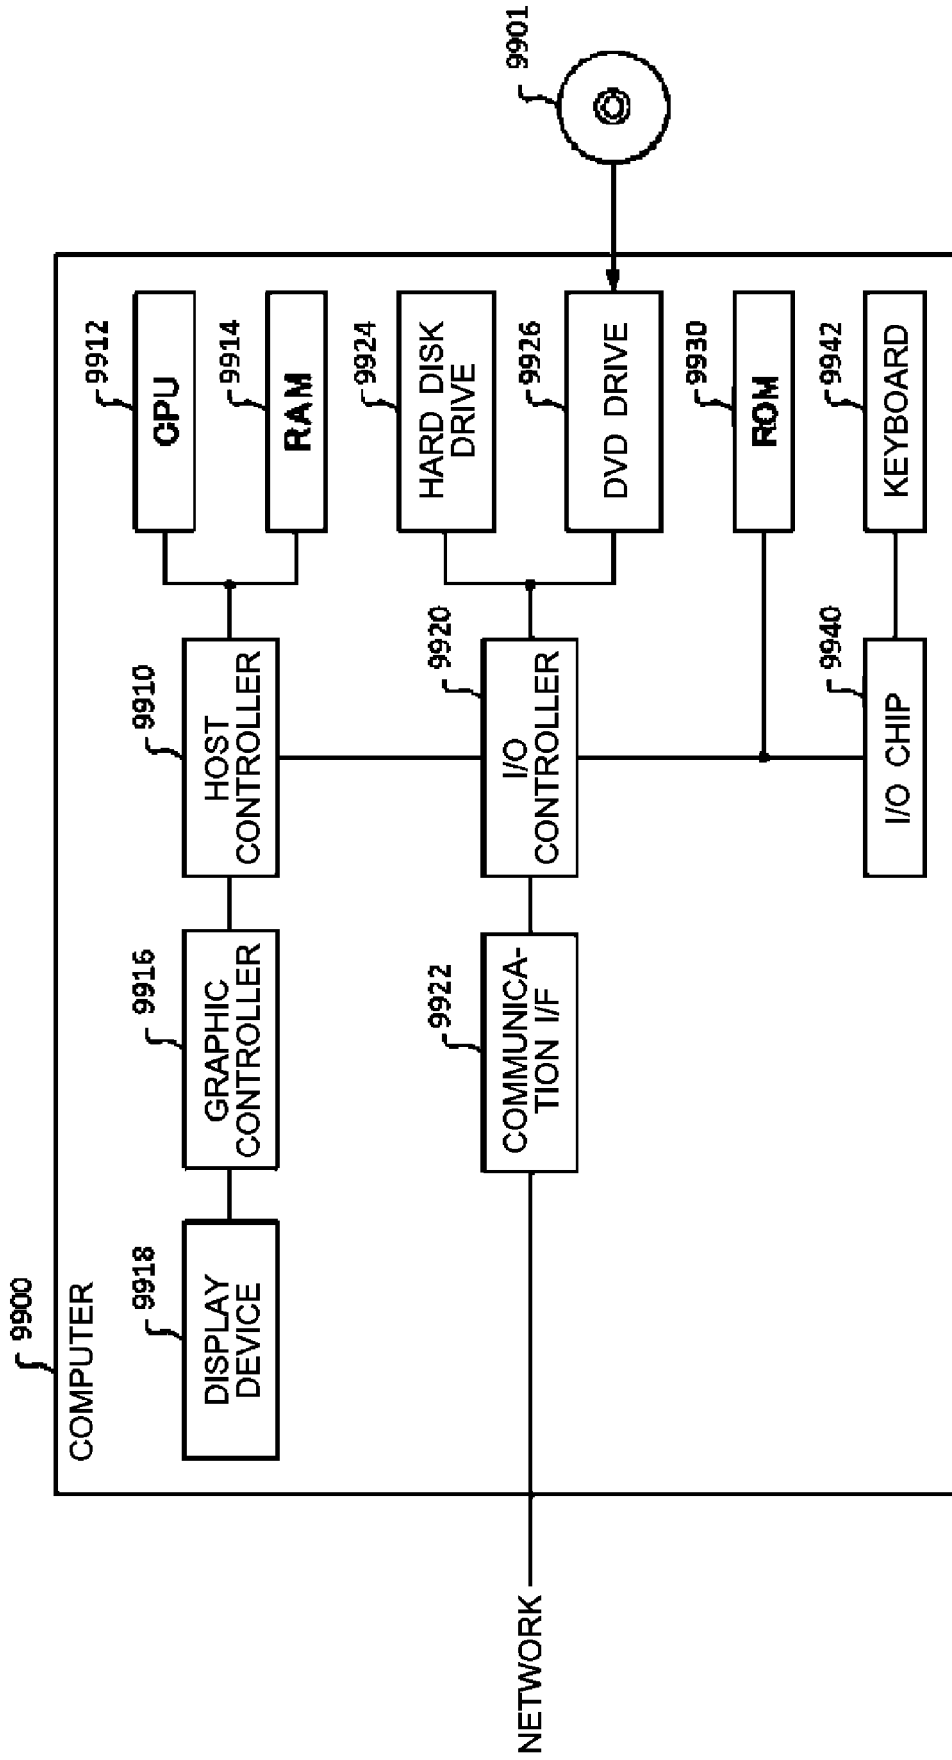 9900
COMPUTER
9918
DISPLAY
DEVICE
9916
GRAPHIC
CONTROLLER
9910
HOST
CONTROLLER
9912
CPU
9914
RAM
NETWORK
9922
COMMUNICA-
TION I/F
9920
I/O
CONTROLLER
9924
HARD DISK
DRIVE
9926
DVD DRIVE
9901
9930
ROM
9940
I/O CHIP
9942
KEYBOARD